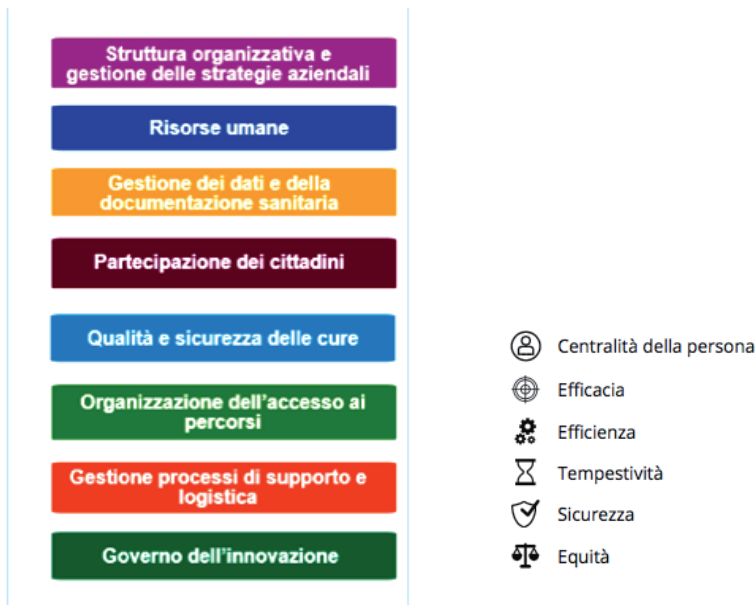 Struttura organizzativa e
gestione delle strategie aziendali
Risorse umane
Gestione dei dati e della
documentazione sanitaria
Partecipazione dei cittadini
Qualità e sicurezza delle cure
Organizzazione dell'accesso ai
percorsi
Gestione processi di supporto e
logistica
Governo dell'innovazione
Centralità della persona
Efficacia
Efficienza
Tempestività
Sicurezza
Equità